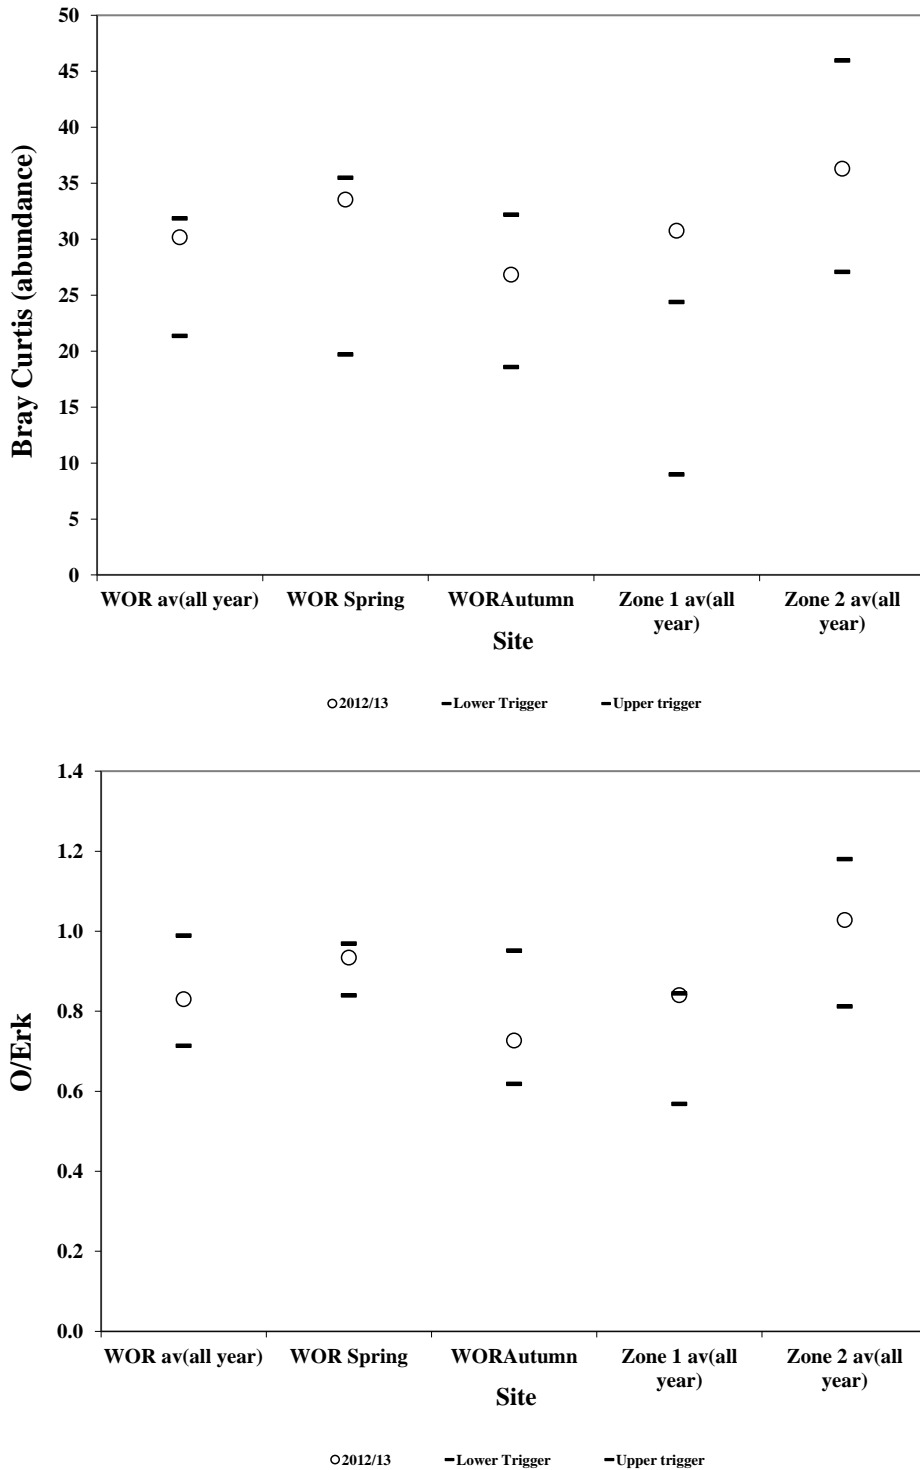 50
45
40
35
30
25
20
15
10
5
0
Bray Curtis (abundance)
WOR av(all year) WOR Spring WORAutumn Zone 1 av(all Zone 2 av(all
year) year)
Site
2012/13 Lower Trigger Upper trigger
1.4
1.2
1.0
0.8
0.6
0.4
0.2
0.0
O/Erk
WOR av(all year) WOR Spring WORAutumn Zone 1 av(all Zone 2 av(all
year) year)
Site
2012/13 Lower Trigger Upper trigger